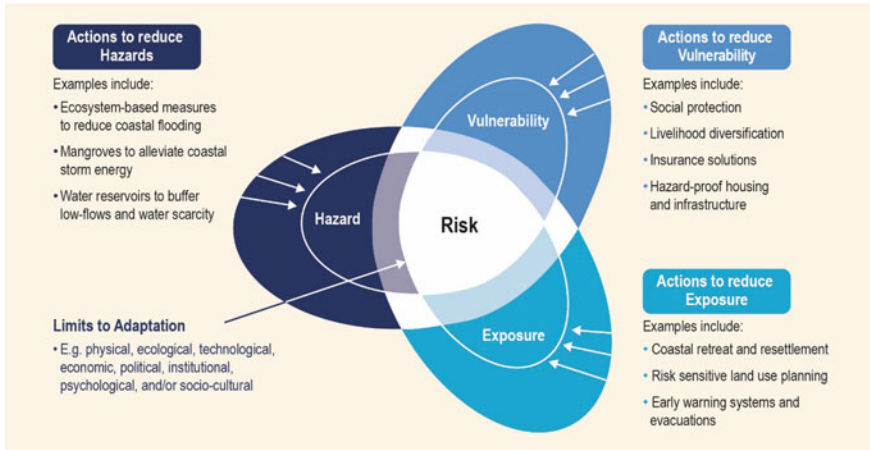 Actions to reduce
Hazards
Examples include:
• Ecosystem-based measures
to reduce coastal flooding
• Mangroves to alleviate coastal
storm energy
• Water reservoirs to buffer
low-flows and water scarcity
Limits to Adaptation
• E.g. physical, ecological, technological,
economic, political, institutional,
psychological, and/or socio-cultural
Vulnerability
Hazard
Risk
Exposure
Actions to reduce
Vulnerability
Examples include:
• Social protection
• Livelihood diversification
• Insurance solutions
• Hazard-proof housing
and infrastructure
Actions to reduce
Exposure
Examples include:
• Coastal retreat and resettlement
• Risk sensitive land use planning
• Early warning systems and
evacuations